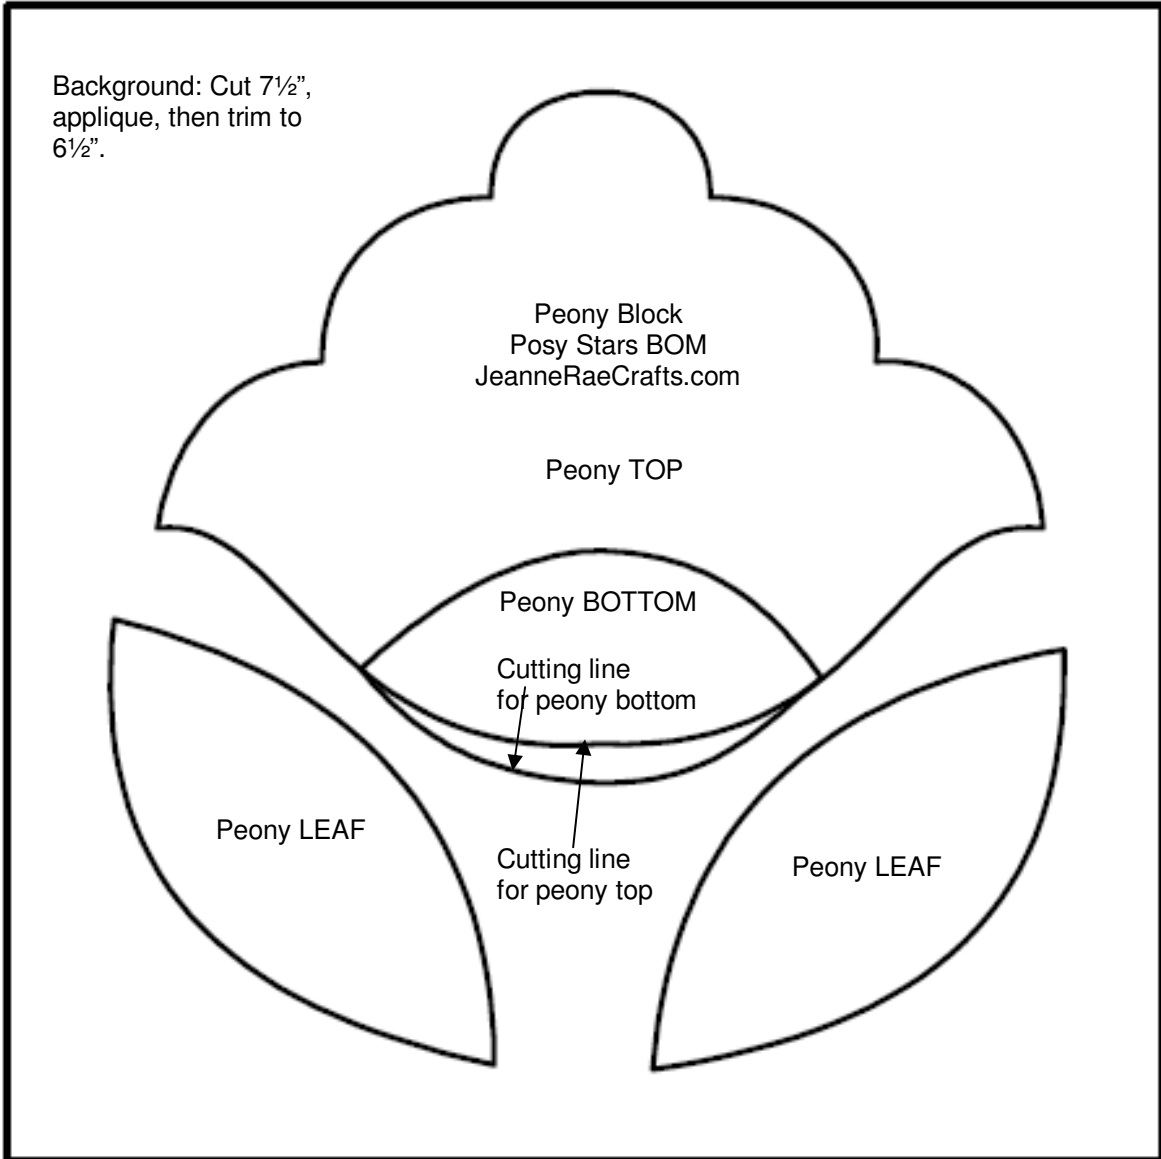 Background: Cut 7½”,
applique, then trim to
6½”.
Peony Block
Posy Stars BOM
JeanneRaeCrafts.com
Peony TOP
Peony BOTTOM
Cutting line
for peony bottom
Peony LEAF
Cutting line
for peony top
Peony LEAF